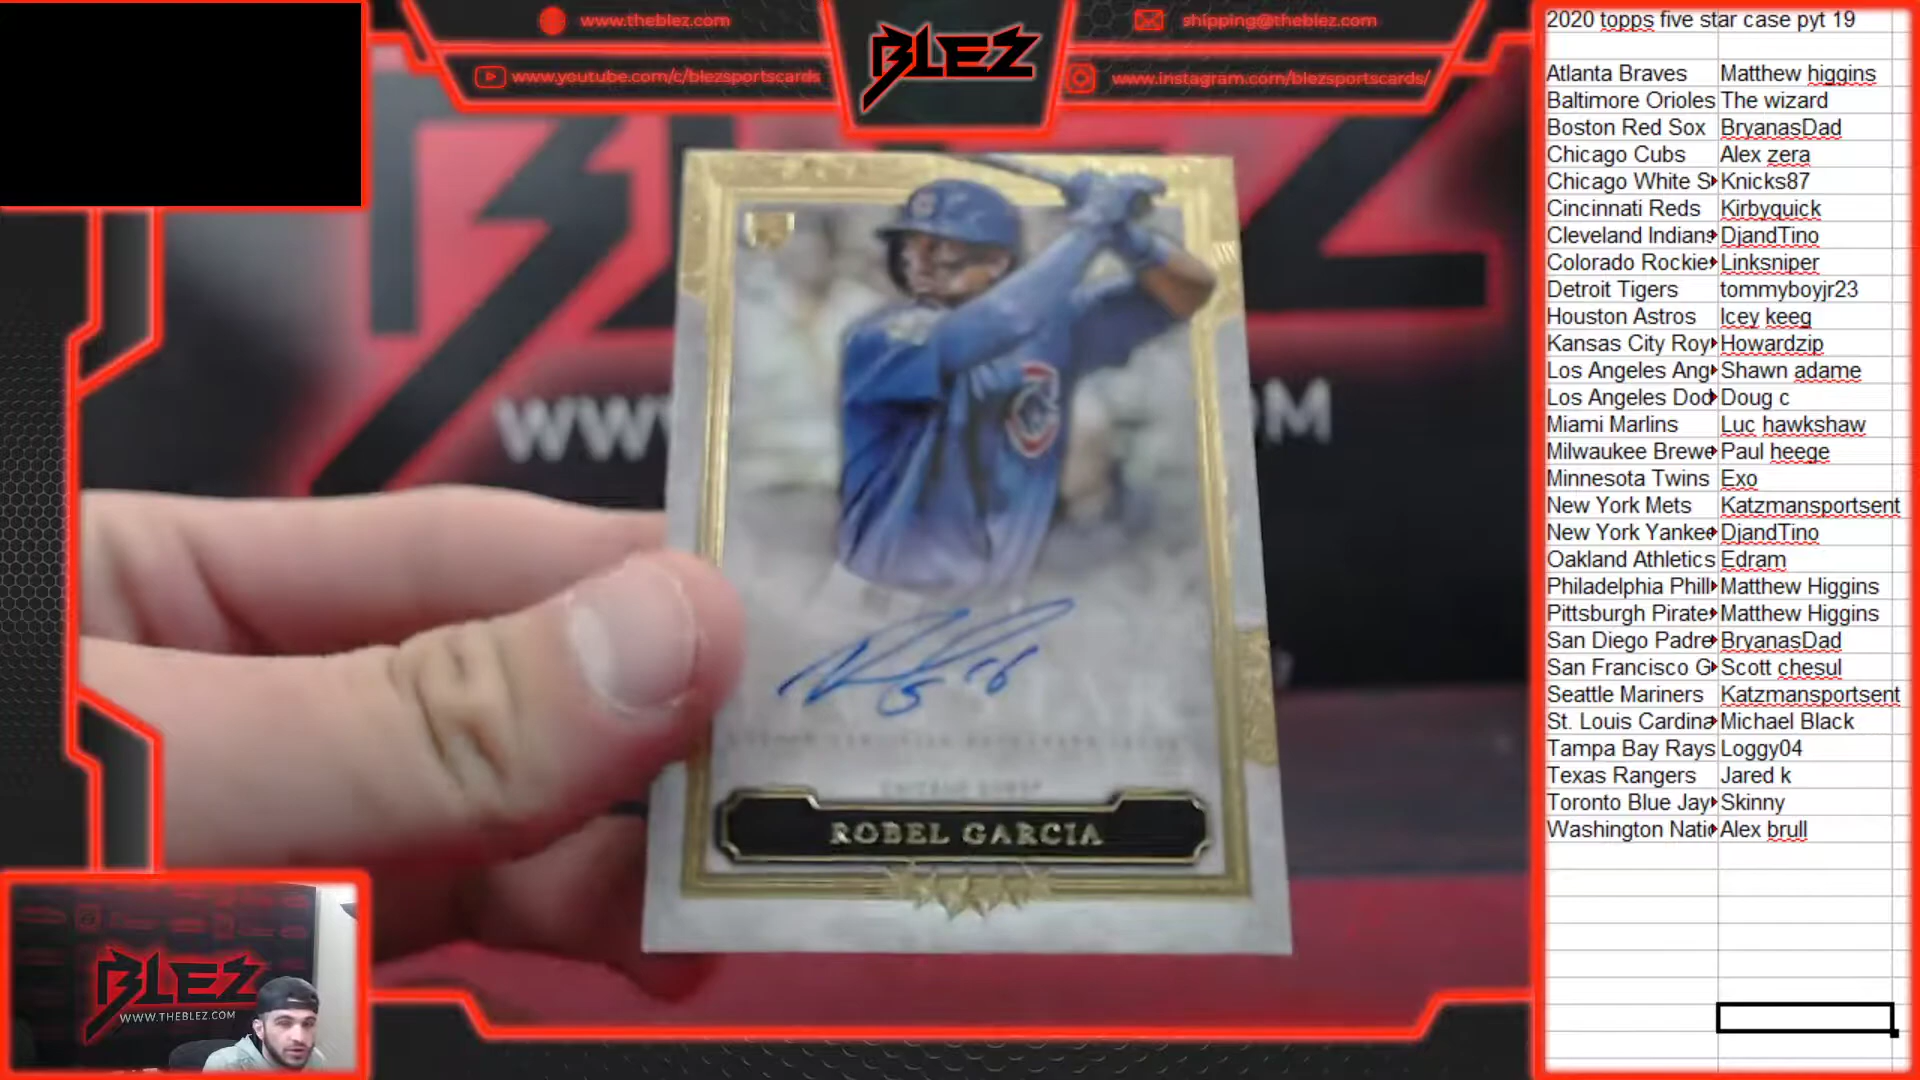 www.theblez.com
www.youtube.com/c/blezsportscards
BLEZ
shipping@theblez.com
www.instagram.com/blezsportscards/
WWW
OM
CHICAGO CUBS
ROBEL GARCIA
BLEZ
WWW.THEBLEZ.COM
2020 topps five star case pyt 19
Atlanta Braves Matthew higgins
Baltimore Orioles The wizard
Boston Red Sox BryanasDad
Chicago Cubs Alex zera
Chicago White S Knicks87
Cincinnati Reds Kirbyquick
Cleveland Indians DjandTino
Colorado Rockie Linksniper
Detroit Tigers tommyboyjr23
Houston Astros Icey keeg
Kansas City Roy Howardzip
Los Angeles Ang Shawn adame
Los Angeles Dod Doug c
Miami Marlins Luc hawkshaw
Milwaukee Brewe Paul heege
Minnesota Twins Exo
New York Mets Katzmansportsent
New York Yankee DjandTino
Oakland Athletics Edram
Philadelphia Phill Matthew Higgins
Pittsburgh Pirate Matthew Higgins
San Diego Padre BryanasDad
San Francisco G Scott chesul
Seattle Mariners Katzmansportsent
St. Louis Cardina Michael Black
Tampa Bay Rays Loggy04
Texas Rangers Jared k
Toronto Blue Jay Skinny
Washington Natio Alex brull